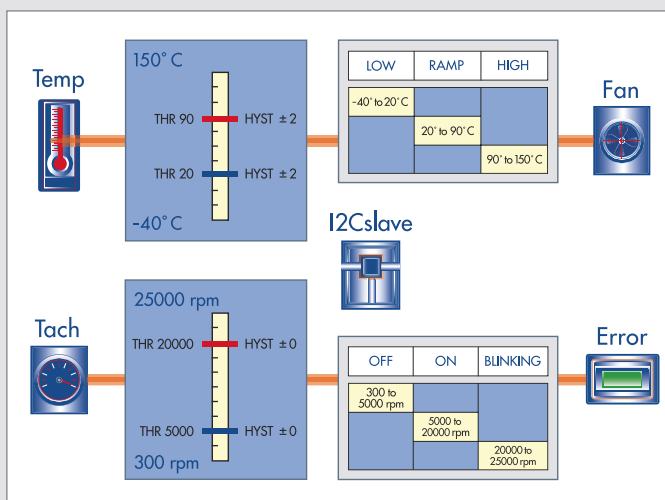 Temp
150° C
THR 90 HYST ±2
THR 20 HYST ±2
-40° C
LOW RAMP HIGH
-40° to 20° C
20° to 90° C
90° to 150° C
Fan
I2Cslave
Tach
25000 rpm
THR 20000 HYST ±0
THR 5000 HYST ±0
300 rpm
OFF ON BLINKING
300 to
5000 rpm
5000 to
20000 rpm
20000 to
25000 rpm
Error